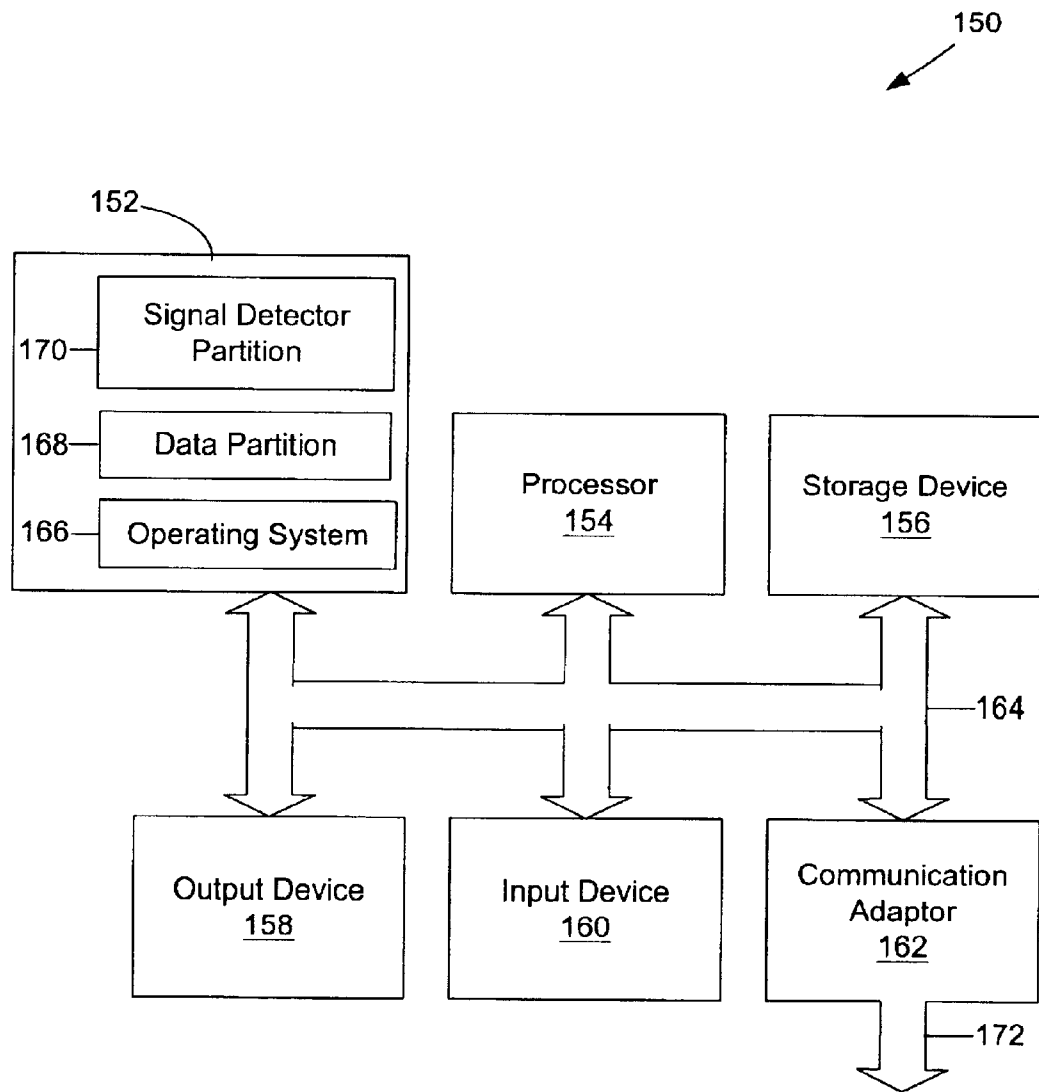 150
152
Signal Detector
Partition
170
168
Data Partition
166
Operating System
Processor
154
Storage Device
156
164
Output Device
158
Input Device
160
Communication
Adaptor
162
172